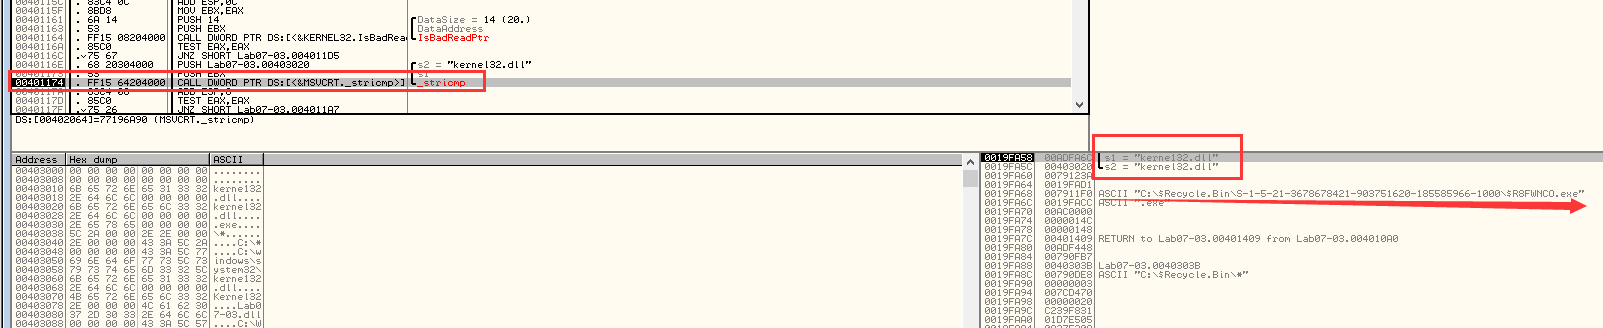 0040115C . 83C4 0C ADD ESP,0C
0040115F . 8BD8 MOV EBX,EAX
00401161 . 6A 14 PUSH 14 DataSize = 14 (20.)
00401163 . 53 PUSH EBX DataAddress
00401164 . FF15 08204000 CALL DWORD PTR DS:[<&KERNEL32.IsBadRea IsBadReadPtr
0040116A . 85C0 TEST EAX,EAX
0040116C .v75 67 JNZ SHORT Lab07-03.004011D5
0040116E . 68 20304000 PUSH Lab07-03.00403020 s2 = "kernel32.dll"
00401173 . 53 PUSH EBX s1
00401174 . FF15 64204000 CALL DWORD PTR DS:[<&MSVCRT._stricmp>] _stricmp
0040117A . 83C4 08 ADD ESP,8
0040117D . 85C0 TEST EAX,EAX
0040117F .v75 26 JNZ SHORT Lab07-03.004011A7
DS:[00402064]=77196A90 (MSVCRT._stricmp)
Address Hex dump ASCII
00403000 00 00 00 00 00 00 00 00 ........
00403008 00 00 00 00 00 00 00 00 ........
00403010 6B 65 72 6E 65 31 33 32 kerne132
00403018 2E 64 6C 6C 00 00 00 00 .dll....
00403020 6B 65 72 6E 65 6C 33 32 kernel32
00403028 2E 64 6C 6C 00 00 00 00 .dll....
00403030 2E 65 78 65 00 00 00 00 .exe....
00403038 5C 2A 00 00 2E 2E 00 00 \*......
00403040 2E 00 00 00 43 3A 5C 2A ....C:\*
00403048 00 00 00 00 43 3A 5C 77 ....C:\w
00403050 69 6E 64 6F 77 73 5C 73 indows\s
00403058 79 73 74 65 6D 33 32 5C ystem32\
00403060 6B 65 72 6E 65 31 33 32 kerne132
00403068 2E 64 6C 6C 00 00 00 00 .dll....
00403070 4B 65 72 6E 65 6C 33 32 Kernel32
00403078 2E 00 00 00 4C 61 62 30 ....Lab0
00403080 37 2D 30 33 2E 64 6C 6C 7-03.dll
00403088 00 00 00 00 43 3A 5C 57 ....C:\W
0019FA58 00ADFA6C s1 = "kernel32.dll"
0019FA5C 00403020 s2 = "kernel32.dll"
0019FA60 0079123A
0019FA64 0019FAD1
0019FA68 007911F0 ASCII "C:\$Recycle.Bin\S-1-5-21-3678678421-903751620-185585966-1000\$R8FWNCO.exe"
0019FA6C 0019FACC ASCII ".exe"
0019FA70 00AC0000
0019FA74 0000014C
0019FA78 00000148
0019FA7C 00401409 RETURN to Lab07-03.00401409 from Lab07-03.004010A0
0019FA80 00ADF448
0019FA84 00790FB7
0019FA88 0040303B Lab07-03.0040303B
0019FA8C 00790DE8 ASCII "C:\$Recycle.Bin\*"
0019FA90 00000003
0019FA94 007CD470
0019FA98 00000020
0019FA9C C239F831
0019FAA0 01D7E505